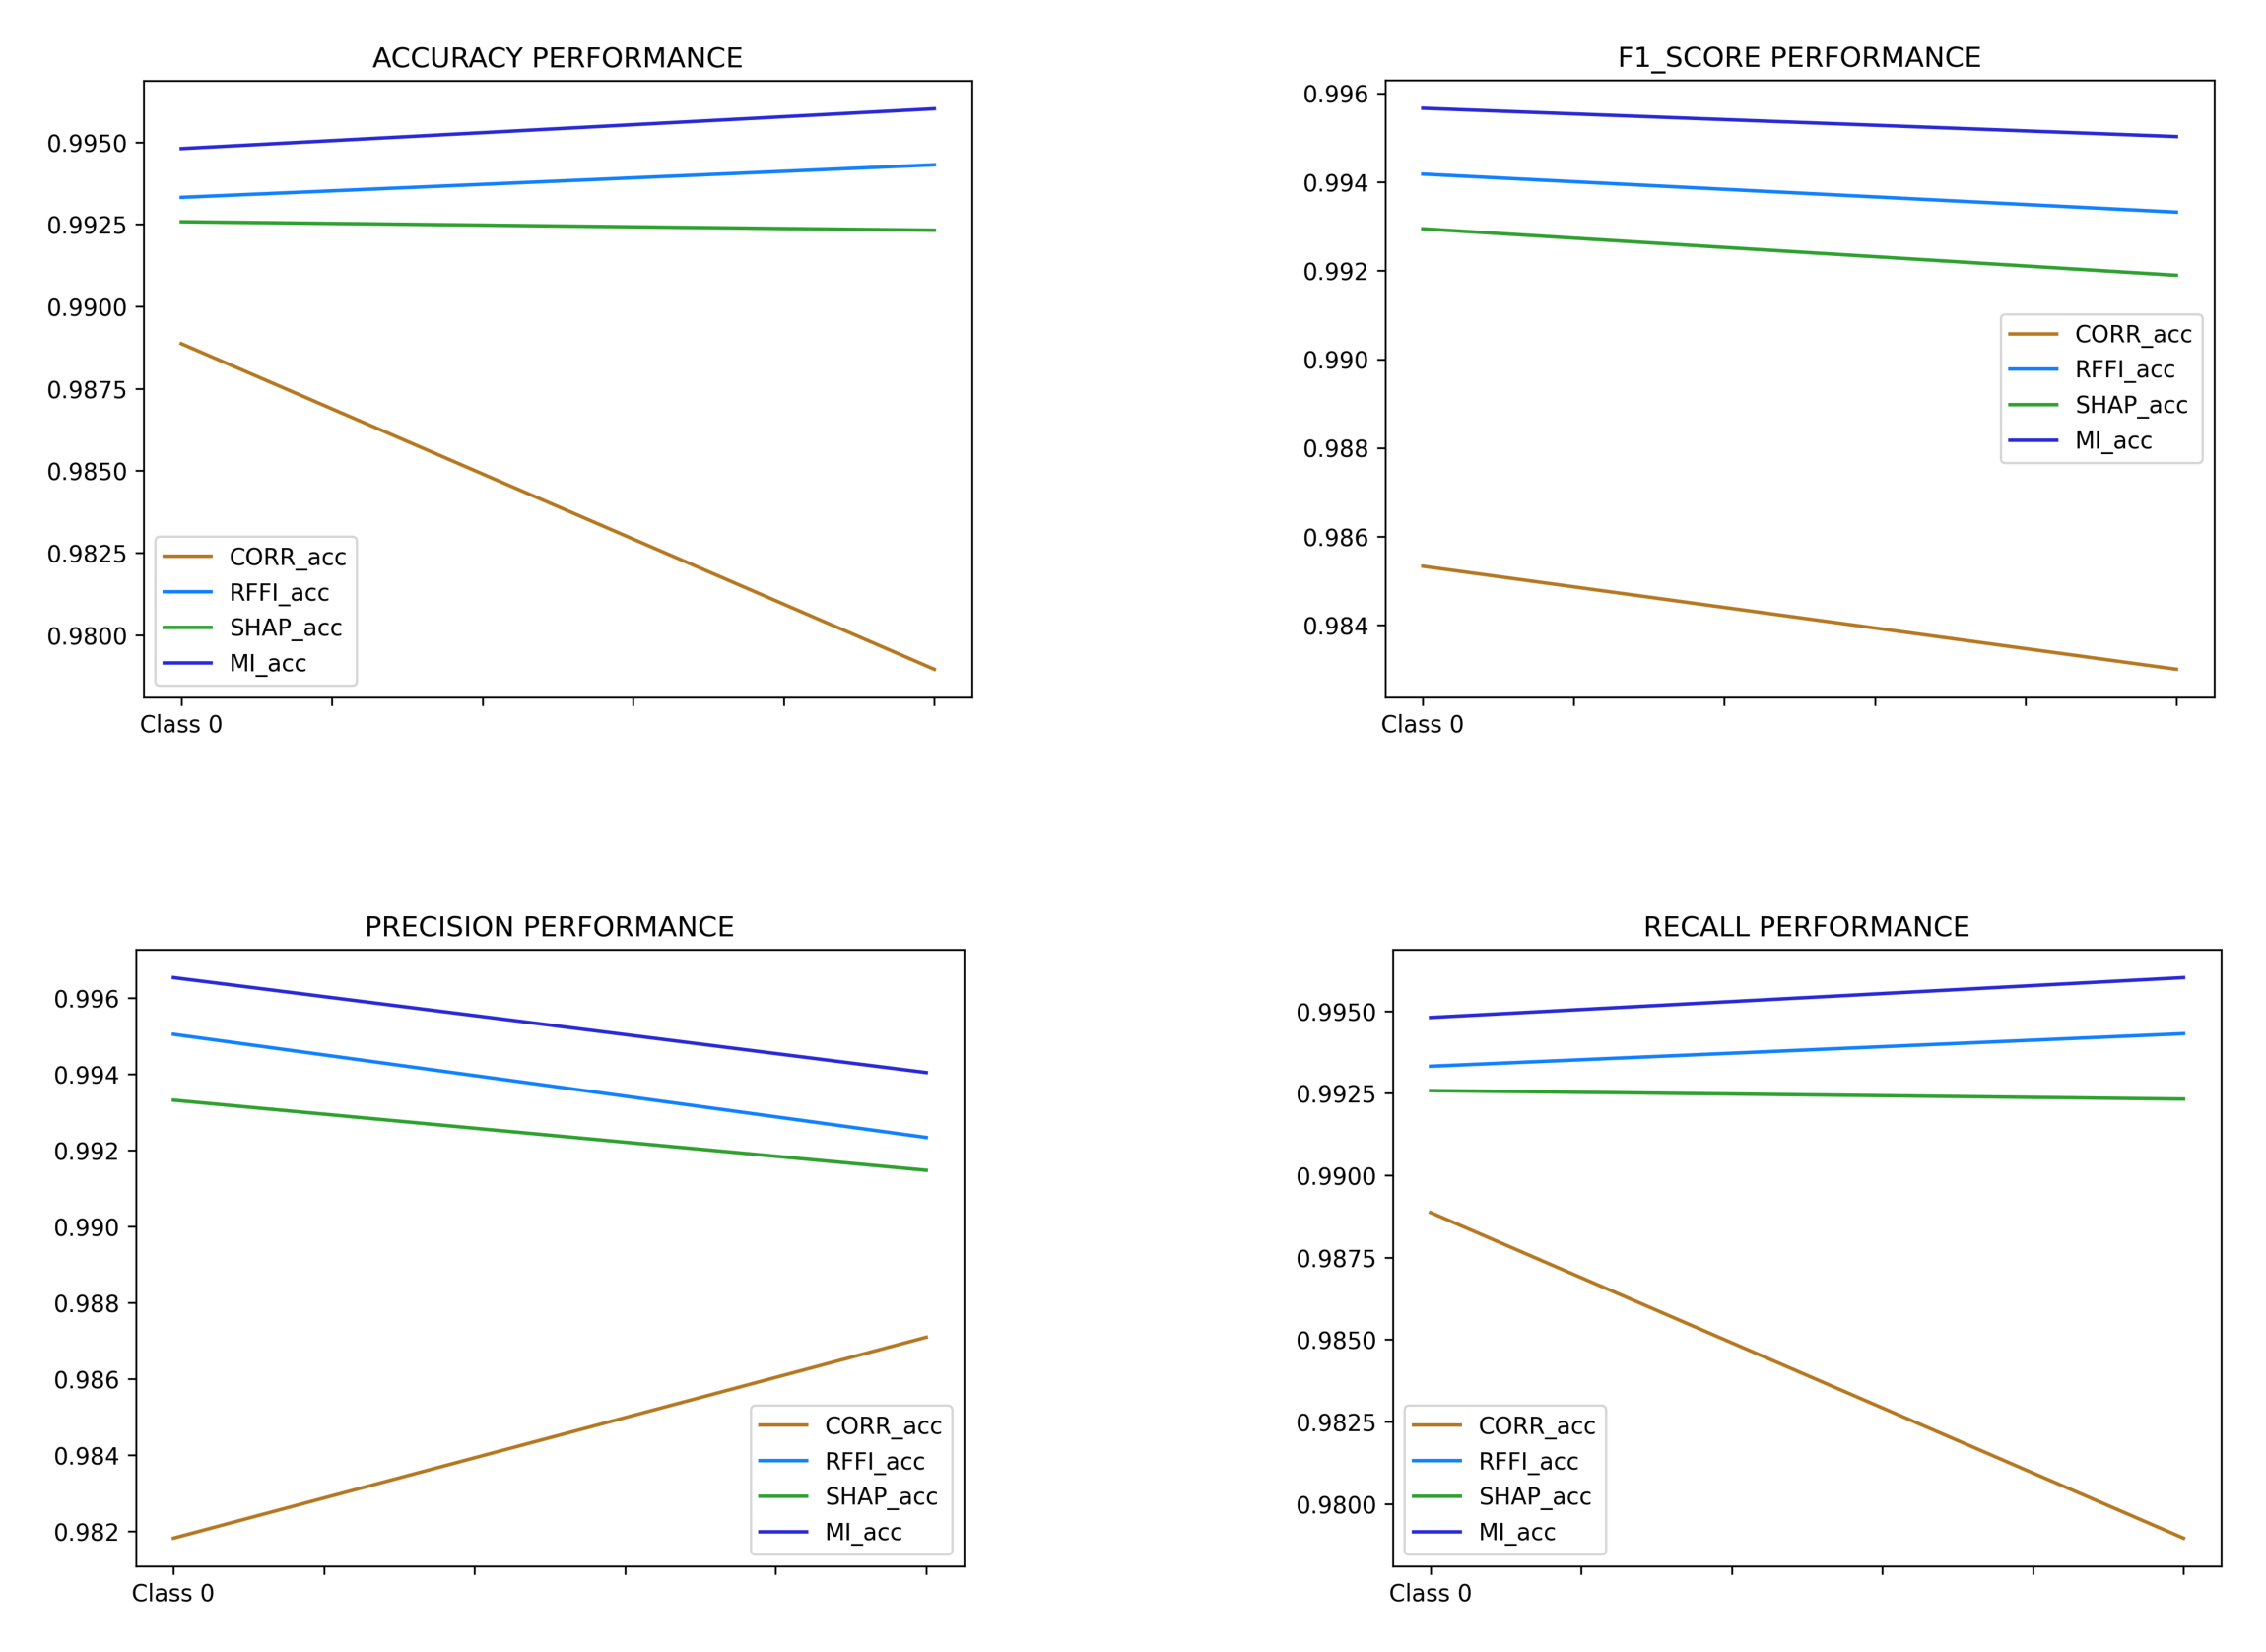 ACCURACY PERFORMANCE
0.9950
0.9925
0.9900
0.9875
0.9850
0.9825
0.9800
CORR_acc
RFFI_acc
SHAP_acc
MI_acc
Class 0
F1_SCORE PERFORMANCE
0.996
0.994
0.992
0.990
0.988
0.986
0.984
CORR_acc
RFFI_acc
SHAP_acc
MI_acc
Class 0
PRECISION PERFORMANCE
0.996
0.994
0.992
0.990
0.988
0.986
0.984
0.982
CORR_acc
RFFI_acc
SHAP_acc
MI_acc
Class 0
RECALL PERFORMANCE
0.9950
0.9925
0.9900
0.9875
0.9850
0.9825
0.9800
CORR_acc
RFFI_acc
SHAP_acc
MI_acc
Class 0